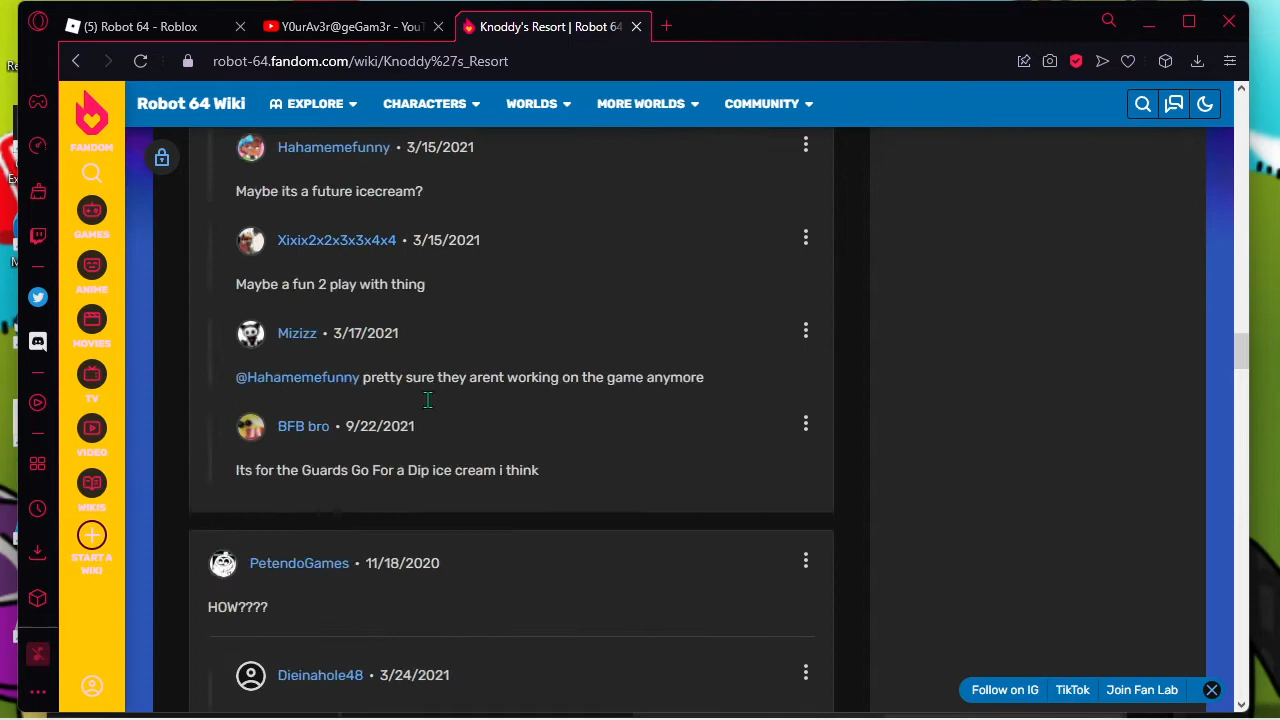 (5) Robot 64 - Roblox
Y0urAv3r@geGam3r - YouT
Knoddy's Resort | Robot 64
robot-64.fandom.com/wiki/Knoddy%27s_Resort
FANDOM
Robot 64 Wiki
EXPLORE
CHARACTERS
WORLDS
MORE WORLDS
COMMUNITY
GAMES
ANIME
MOVIES
TV
VIDEO
WIKIS
START A
WIKI
Hahamemefunny • 3/15/2021
Maybe its a future icecream?
Xixix2x2x3x3x4x4 • 3/15/2021
Maybe a fun 2 play with thing
Mizizz • 3/17/2021
@Hahamemefunny pretty sure they arent working on the game anymore
BFB bro • 9/22/2021
Its for the Guards Go For a Dip ice cream i think
PetendoGames • 11/18/2020
HOW????
Dieinahole48 • 3/24/2021
Follow on IG
TikTok
Join Fan Lab